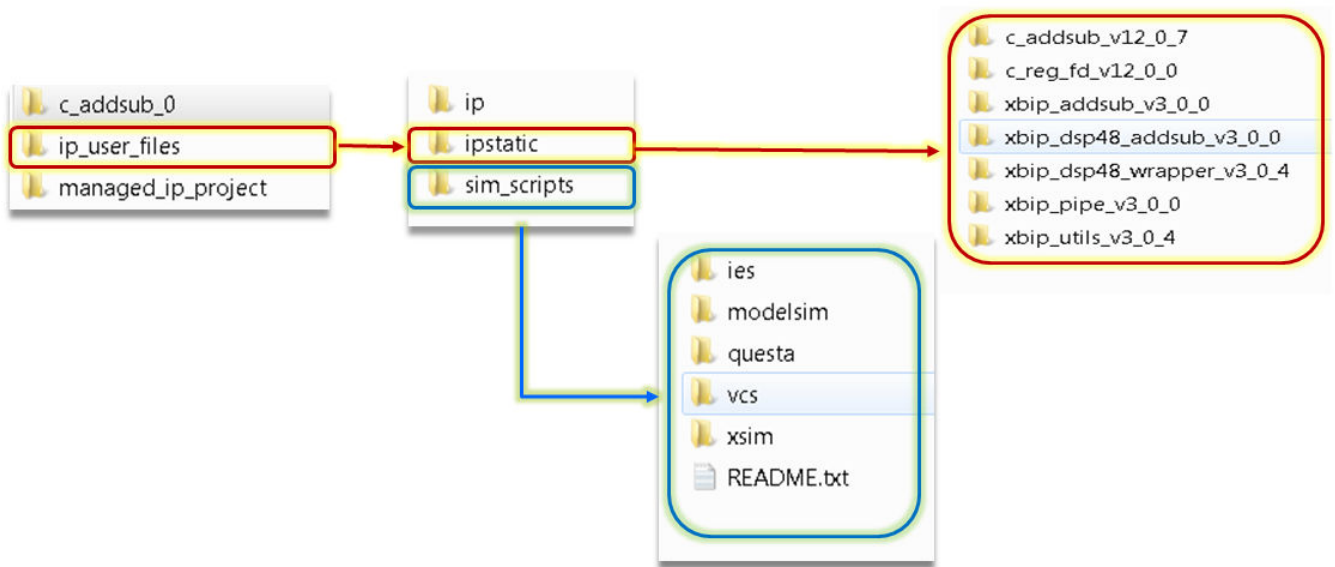 c_addsub_0
ip_user_files
managed_ip_project
ip
ipstatic
sim_scripts
c_addsub_v12_0_7
c_reg_fd_v12_0_0
xbip_addsub_v3_0_0
xbip_dsp48_addsub_v3_0_0
xbip_dsp48_wrapper_v3_0_4
xbip_pipe_v3_0_0
xbip_utils_v3_0_4
ies
modelsim
questa
vcs
xsim
README.txt